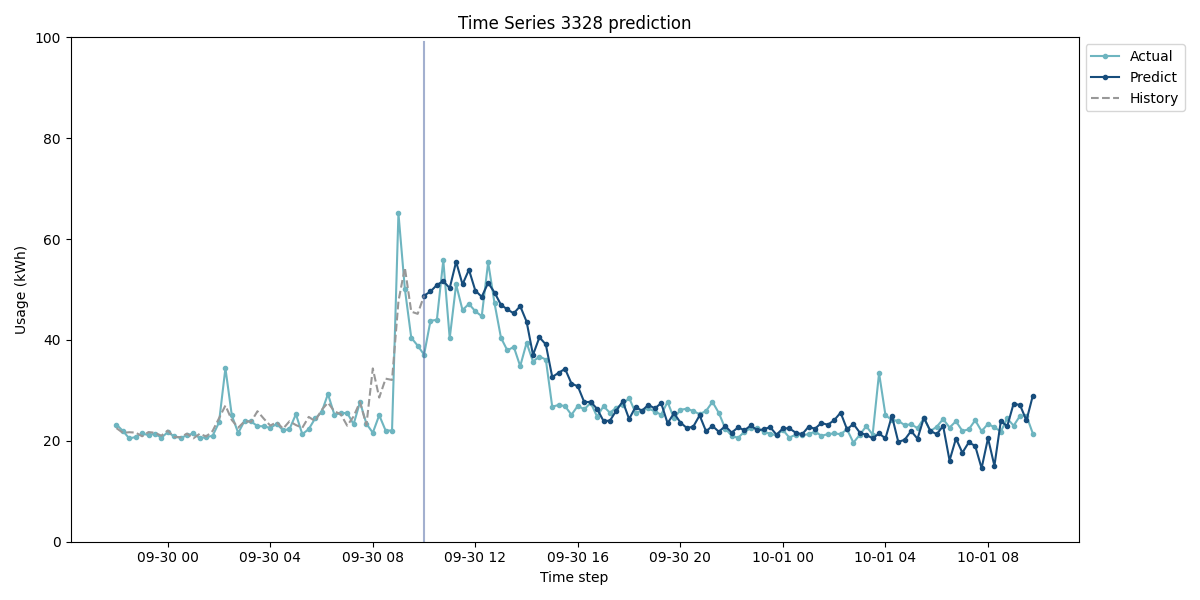 Time Series 3328 prediction
Usage (kWh)
100
80
60
40
20
0
09-30 00
09-30 04
09-30 08
09-30 12
09-30 16
09-30 20
10-01 00
10-01 04
10-01 08
Time step
Actual
Predict
History